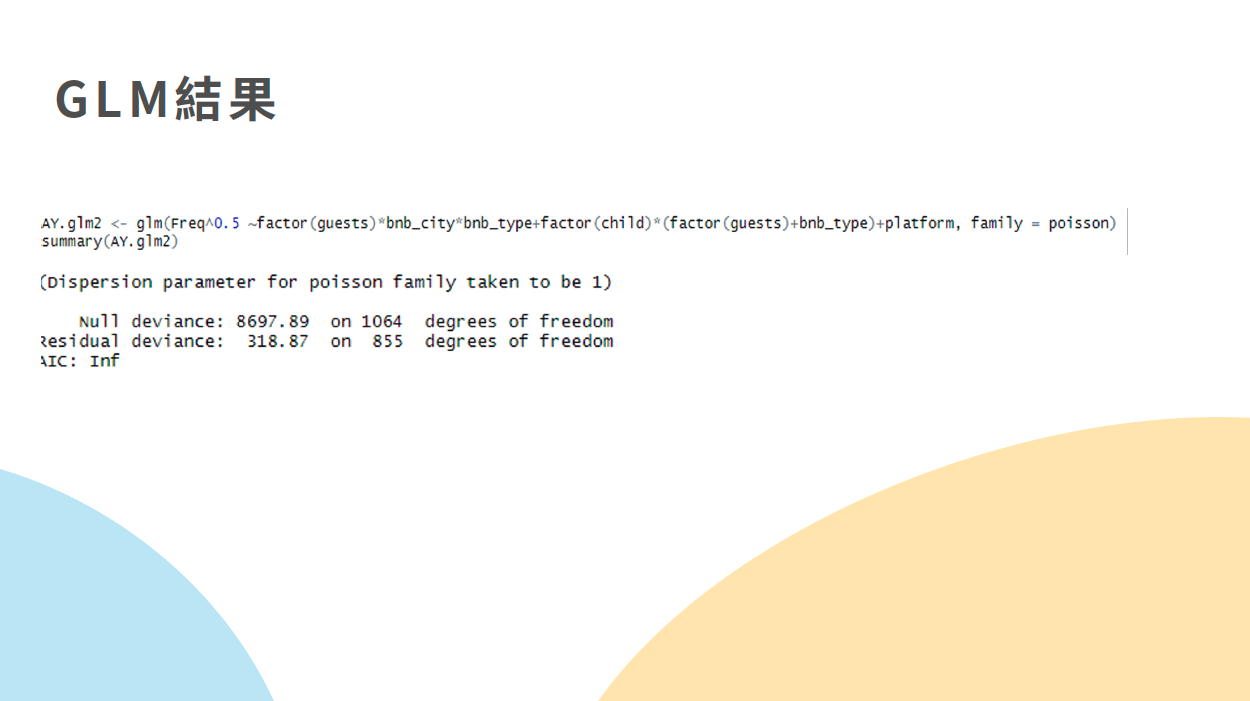 GLM結果
AY.glm2 <- glm(Freq^0.5 ~factor(guests)*bnb_city*bnb_type+factor(child)*(factor(guests)+bnb_type)+platform, family = poisson)
summary(AY.glm2)
(Dispersion parameter for poisson family taken to be 1)
Null deviance: 8697.89 on 1064 degrees of freedom
Residual deviance: 318.87 on 855 degrees of freedom
AIC: Inf